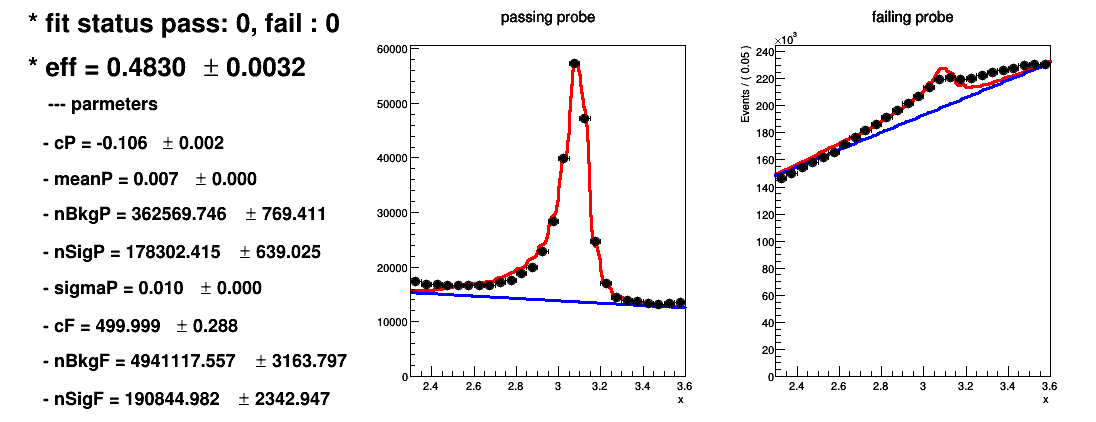 * fit status pass: 0, fail : 0
* eff = 0.4830 ± 0.0032
--- parmeters
- cP = -0.106 ± 0.002
- meanP = 0.007 ± 0.000
- nBkgP = 362569.746 ± 769.411
- nSigP = 178302.415 ± 639.025
- sigmaP = 0.010 ± 0.000
- cF = 499.999 ± 0.288
- nBkgF = 4941117.557 ± 3163.797
- nSigF = 190844.982 ± 2342.947
passing probe
60000
50000
40000
30000
20000
10000
0
2.4 2.6 2.8 3 3.2 3.4 3.6
x
failing probe
×10³
Events / ( 0.05 )
240
220
200
180
160
140
120
100
80
60
40
20
0
2.4 2.6 2.8 3 3.2 3.4 3.6
x